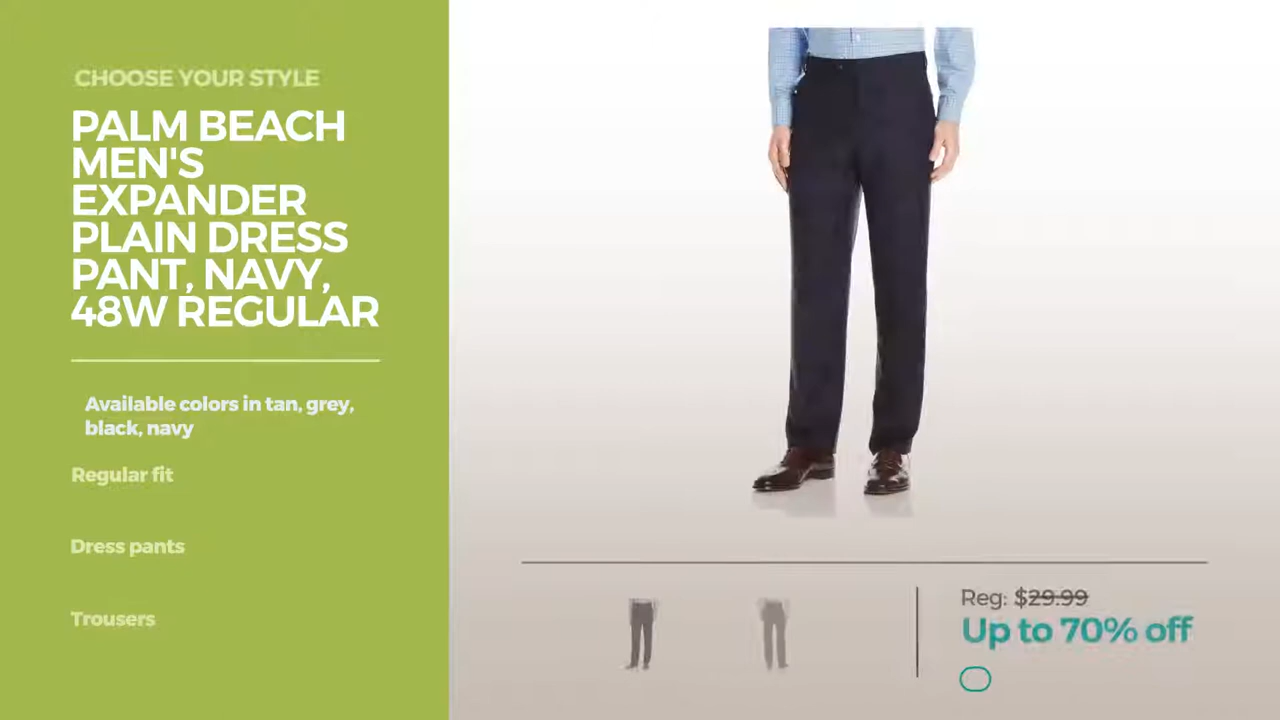 CHOOSE YOUR STYLE
PALM BEACH
MEN'S
EXPANDER
PLAIN DRESS
PANT, NAVY,
48W REGULAR
Available colors in tan, grey,
black, navy
Regular fit
Dress pants
Trousers
Reg: $29.99
Up to 70% off